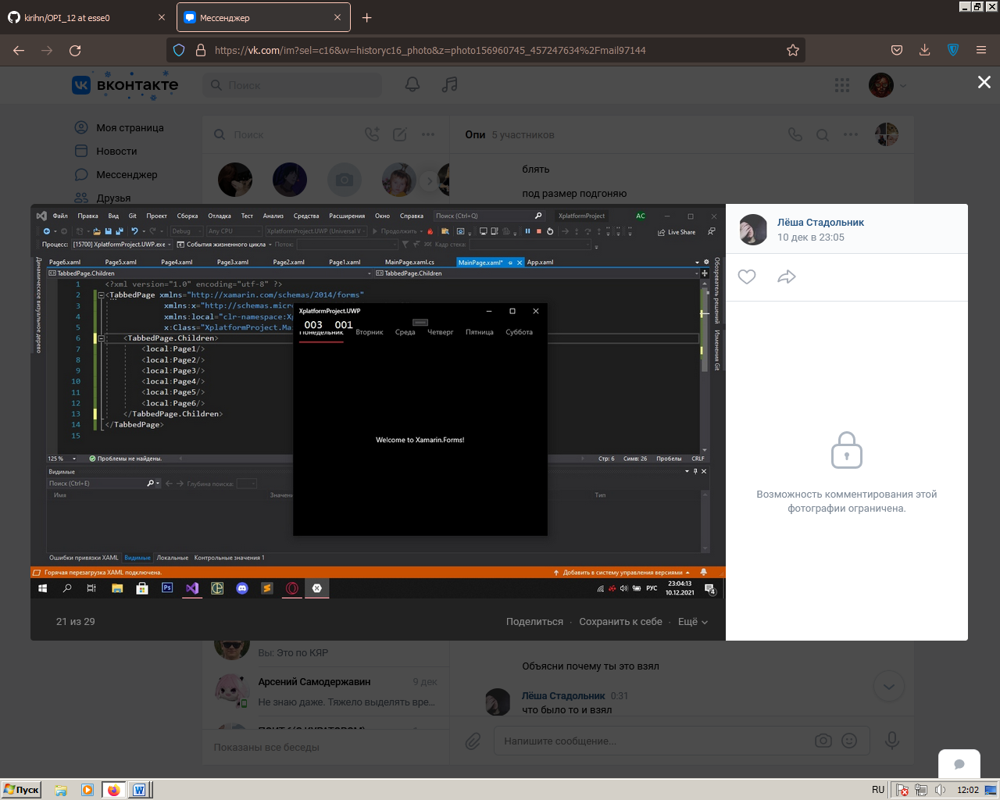 kirihn/OPI_12 at esse0
Мессенджер
https://vk.com/im?sel=c16&w=historyc16_photo&z=photo156960745_457247634%2Fmail97144
вконтакте
Поиск
Моя страница
Новости
Мессенджер
Друзья
Поиск
Опи 5 участников
блять
под размер подгоняю
Файл Правка Вид Git Проект Сборка Отладка Тест Анализ Средства Расширения Окно Справка Поиск (Ctrl+Q) XplatformProject AC
Debug Any CPU XplatformProject.UWP (Universal V Продолжить Live Share
Процесс: [15700] XplatformProject.UWP.exe События жизненного цикла Поток: Кадр стека:
Динамическое визуальное дерево
Обозреватель решений
Изменения Git
Page6.xaml Page5.xaml Page4.xaml Page3.xaml Page2.xaml Page1.xaml MainPage.xaml.cs MainPage.xaml* App.xaml
TabbedPage.Children TabbedPage.Children
1 <?xml version="1.0" encoding="utf-8" ?>
2 <TabbedPage xmlns="http://xamarin.com/schemas/2014/forms"
3 xmlns:x="http://schemas.micr
4 xmlns:local="clr-namespace:Xp
5 x:Class="XplatformProject.Mai
6 <TabbedPage.Children>
7 <local:Page1/>
8 <local:Page2/>
9 <local:Page3/>
10 <local:Page4/>
11 <local:Page5/>
12 <local:Page6/>
13 </TabbedPage.Children>
14 </TabbedPage>
15
XplatformProject.UWP
003 001
Понедельник Вторник Среда Четверг Пятница Суббота
Welcome to Xamarin.Forms!
125 % Проблемы не найдены. Стр: 6 Симв: 26 Пробелы CRLF
Видимые
Поиск (Ctrl+E) Глубина поиска:
Имя Значени Тип
Ошибки привязки XAML Видимые Локальные Контрольные значения 1
Горячая перезагрузка XAML подключена. Добавить в систему управления версиями
Ps РУС 23:04:13
10.12.2021 4
21 из 29
Поделиться · Сохранить к себе · Ещё
Лёша Стадольник
10 дек в 23:05
Возможность комментирования этой
фотографии ограничена.
Вы: Это по КЯР
Арсений Самодержавин 9 дек
Не знаю даже. Тяжело выделять вре...
Показаны все беседы
Объясни почему ты это взял
Лёша Стадольник 0:31
что было то и взял
Напишите сообщение...
Пуск
RU 12:02